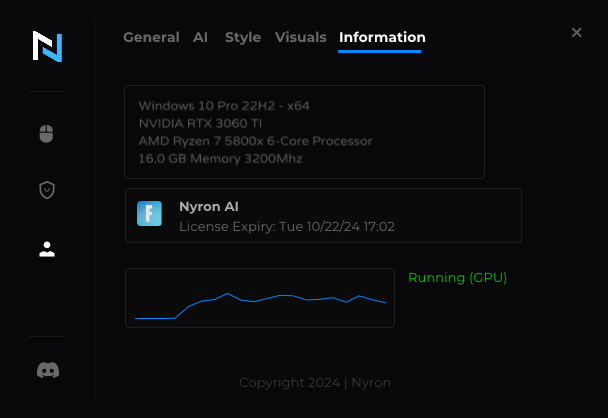 General AI Style Visuals Information
Windows 10 Pro 22H2 - x64
NVIDIA RTX 3060 TI
AMD Ryzen 7 5800x 6-Core Processor
16.0 GB Memory 3200Mhz
Nyron AI
License Expiry: Tue 10/22/24 17:02
Running (GPU)
Copyright 2024 | Nyron